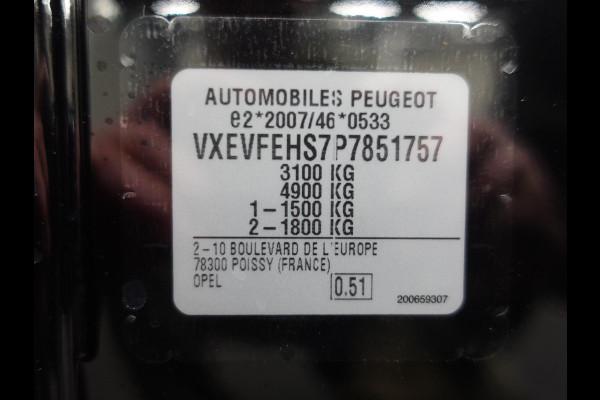 AUTOMOBILES PEUGEOT
e2*2007/46*0533
VXEVFEHS7P7851757
3100 KG
4900 KG
1-1500 KG
2-1800 KG
2-10 BOULEVARD DE L'EUROPE
78300 POISSY (FRANCE)
OPEL
0.51
200659307